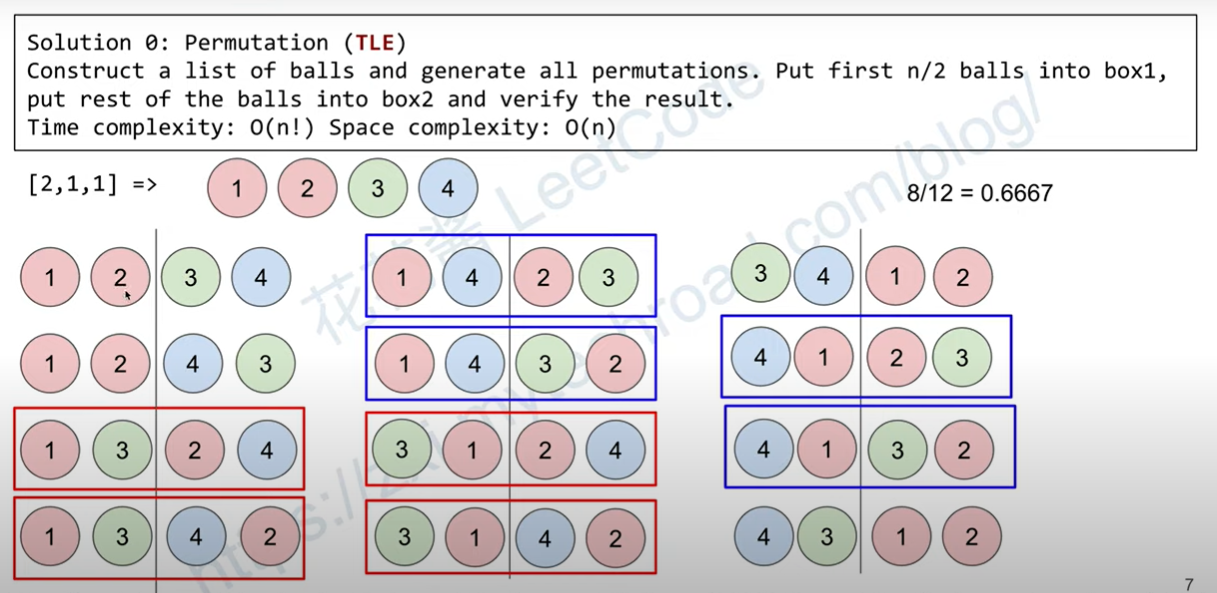 Solution 0: Permutation (TLE)
Construct a list of balls and generate all permutations. Put first n/2 balls into box1,
put rest of the balls into box2 and verify the result.
Time complexity: O(n!) Space complexity: O(n)
[2,1,1] => 1 2 3 4
8/12 = 0.6667
1 2 3 4
1 2 4 3
1 3 2 4
1 3 4 2
1 4 2 3
1 4 3 2
3 1 2 4
3 1 4 2
3 4 1 2
4 1 2 3
4 1 3 2
4 3 1 2
花花酱 LeetCode
7